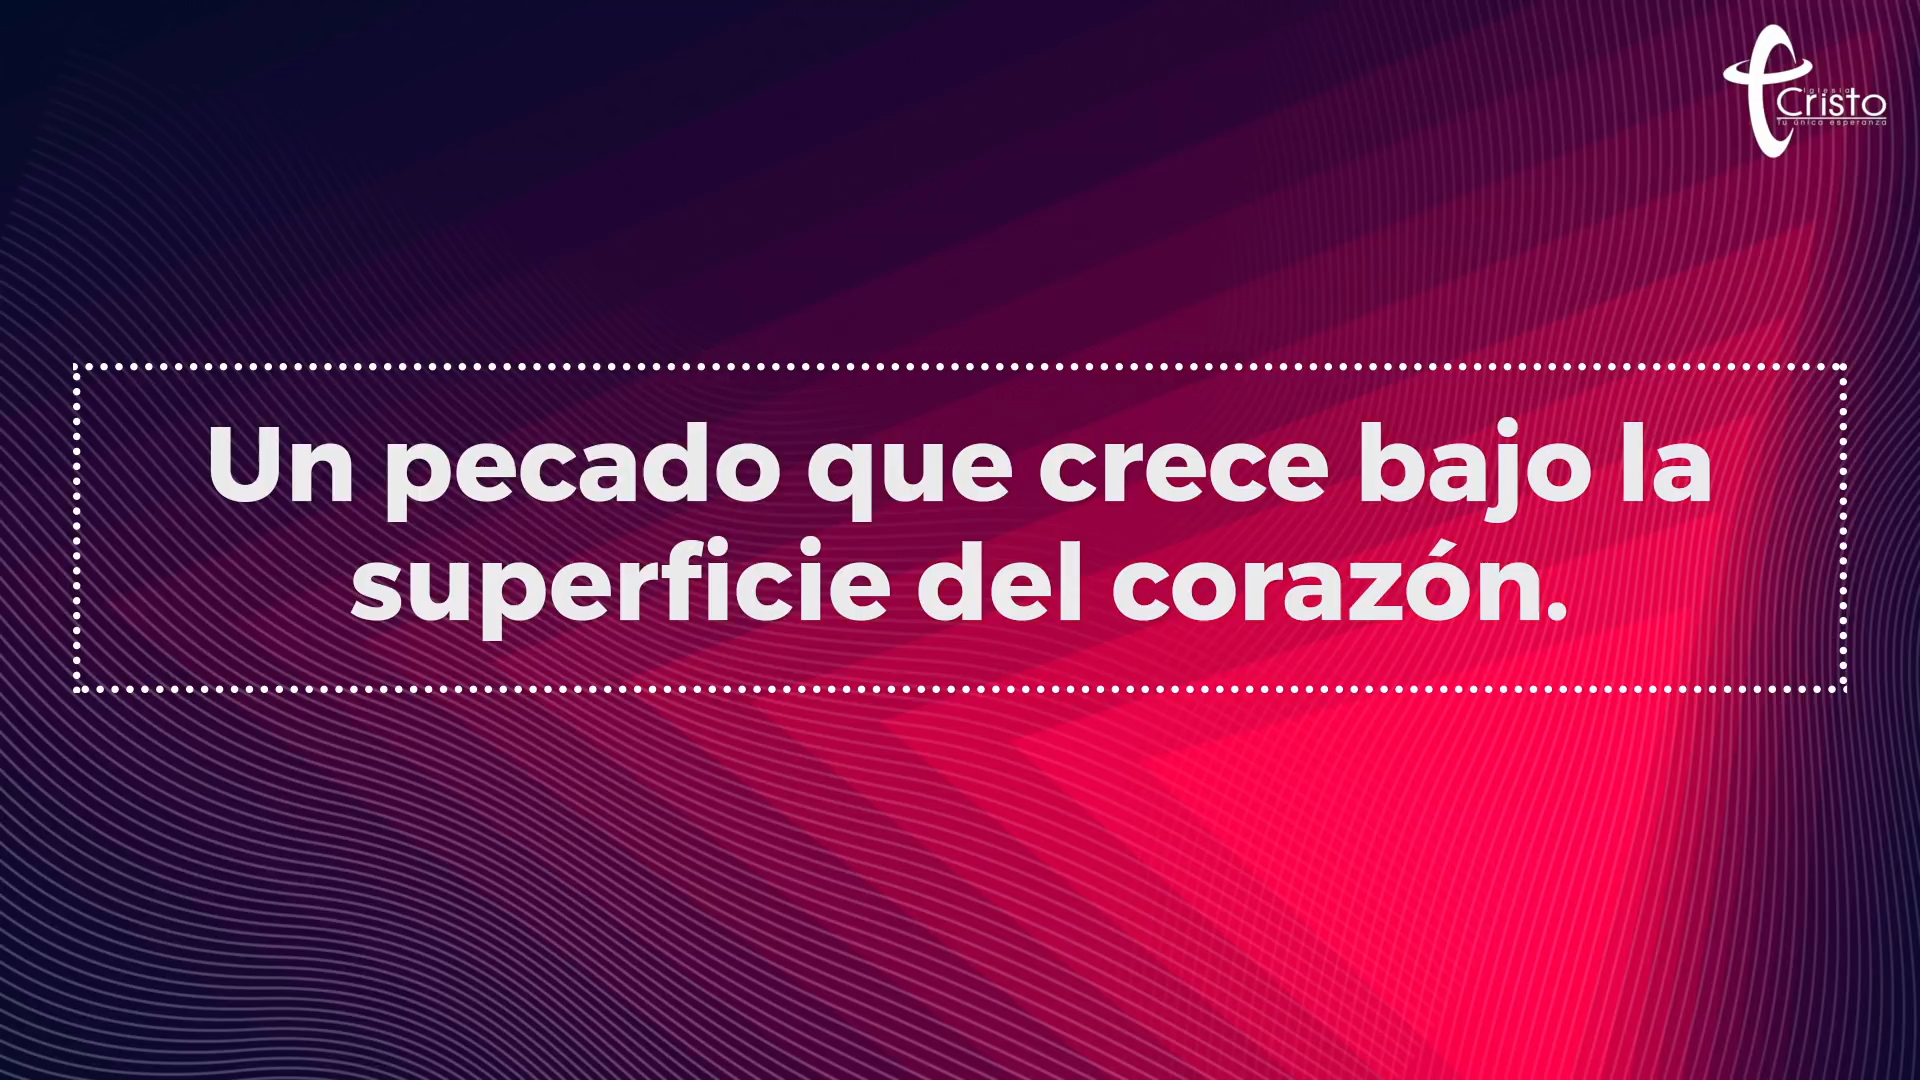 Iglesia
Cristo
Tu única esperanza
Un pecado que crece bajo la
superficie del corazón.